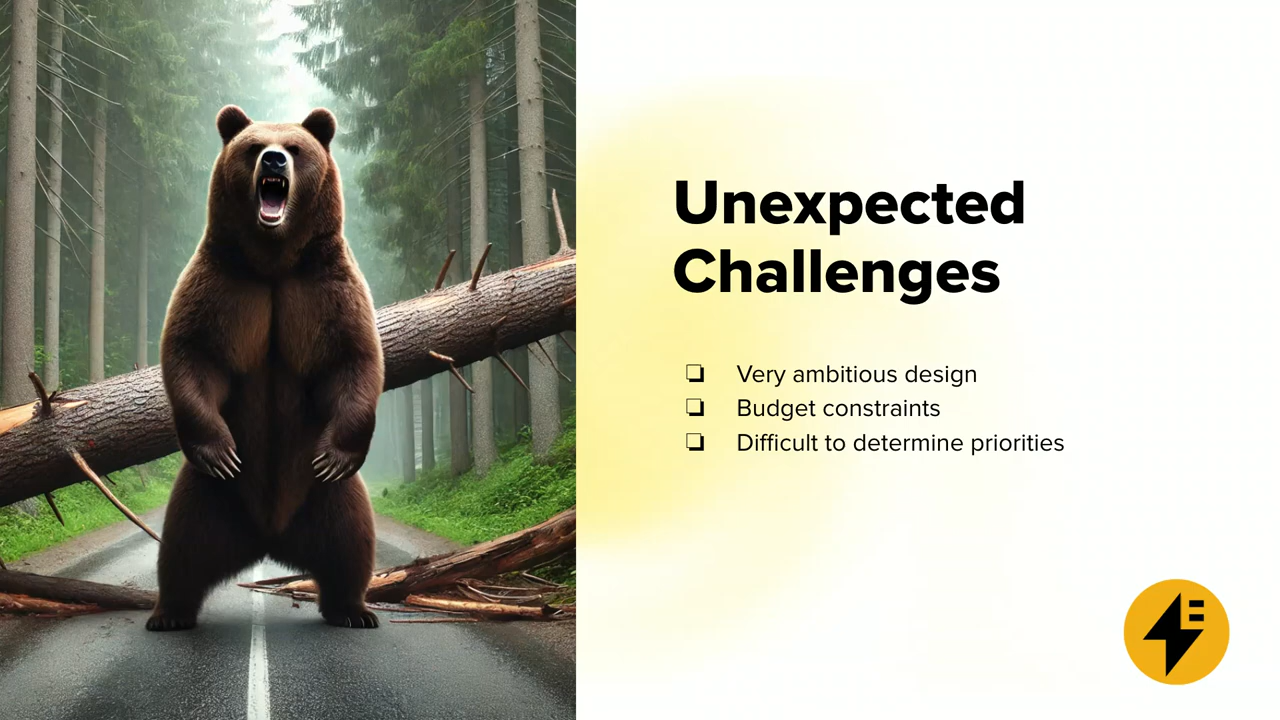 Unexpected
Challenges
❏ Very ambitious design
❏ Budget constraints
❏ Difficult to determine priorities
E